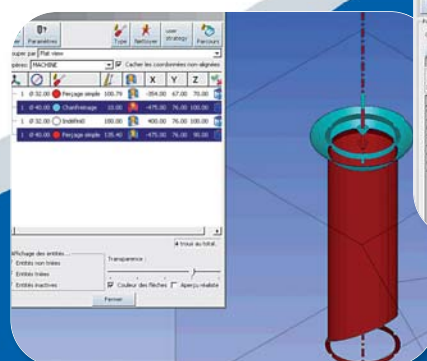 Paramètres Type Nettoyer user strategy Parcours
ouper par Flat view
MACHINE Cacher les coordonnées non-alignées
X Y Z
1 Ø 32.00 Perçage simple 100.79 -354.00 67.00 70.00
1 Ø 40.00 Chanfreinage 10.00 -475.00 76.00 100.00
1 Ø 32.00 Indéfini0 100.00 400.00 76.00 100.00
1 Ø 40.00 Perçage simple 135.40 -475.00 76.00 90.00
4 trous au total.
Affichage des entités...
Entités non triées
Entités triées
Entités inactives
Transparence :
Couleur des flèches Aperçu réaliste
Fermer